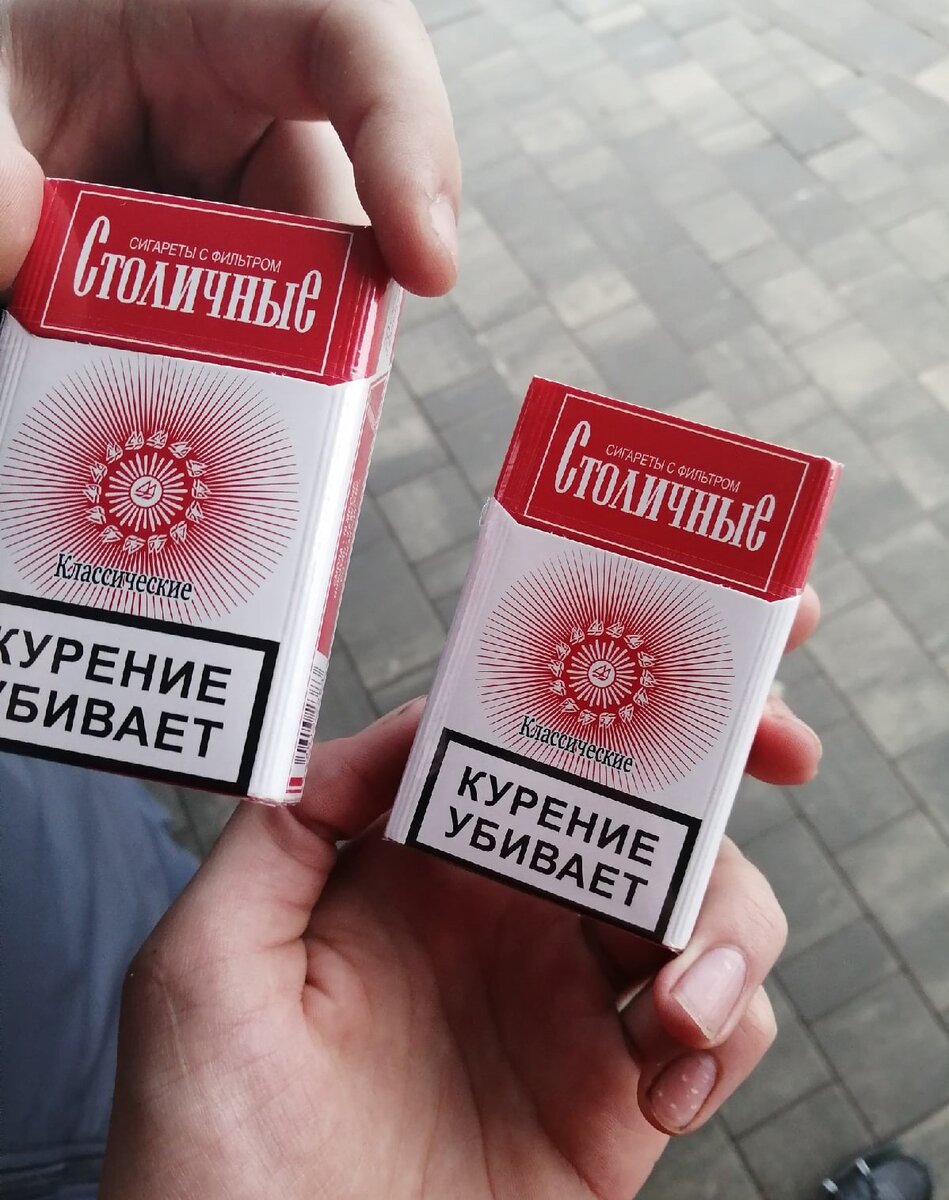 СИГАРЕТЫ С ФИЛЬТРОМ
Столичные
Классические
КУРЕНИЕ
УБИВАЕТ
СИГАРЕТЫ С ФИЛЬТРОМ
Столичные
Классические
КУРЕНИЕ
УБИВАЕТ